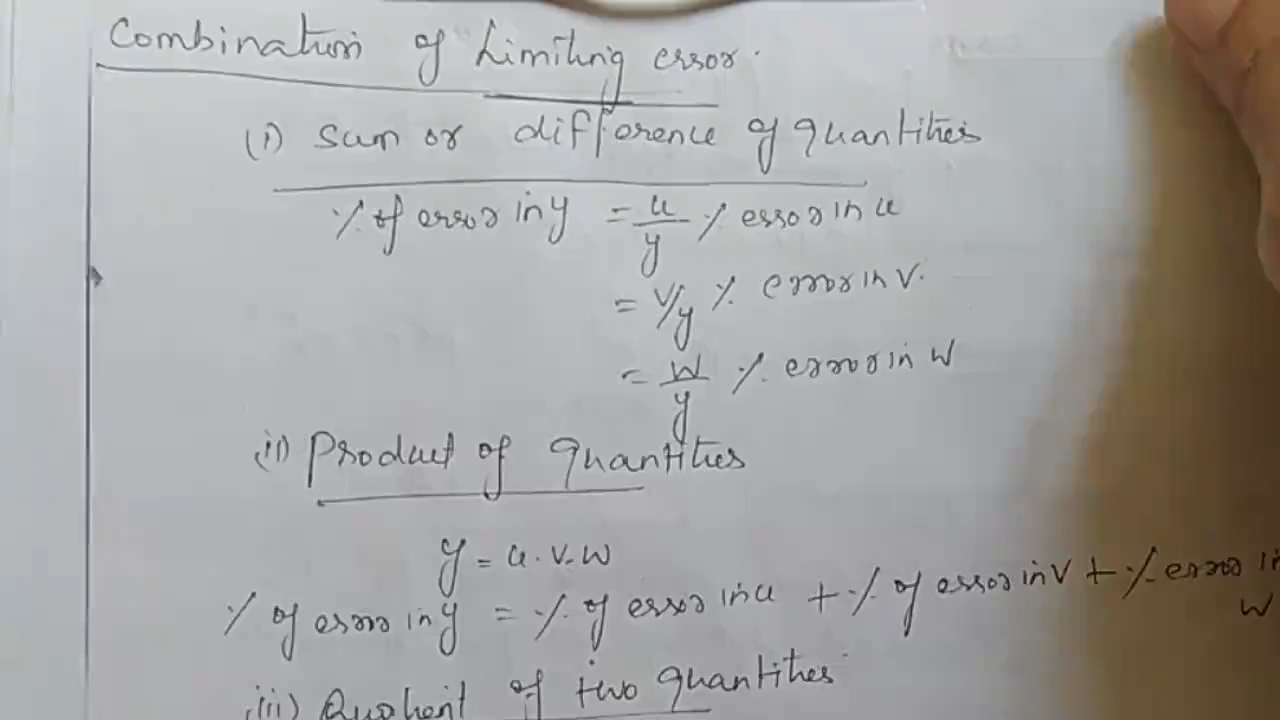 Combination of Limiting error.
(i) Sum or difference of quantities
% of error in y = u/y % error in u
= v/y % error in v.
= w/y % error in w
(ii) Product of quantities
y = u.v.w
% of error in y = % of error in u + % of error in v + % error in
w
(iii) Quotient of two quantities